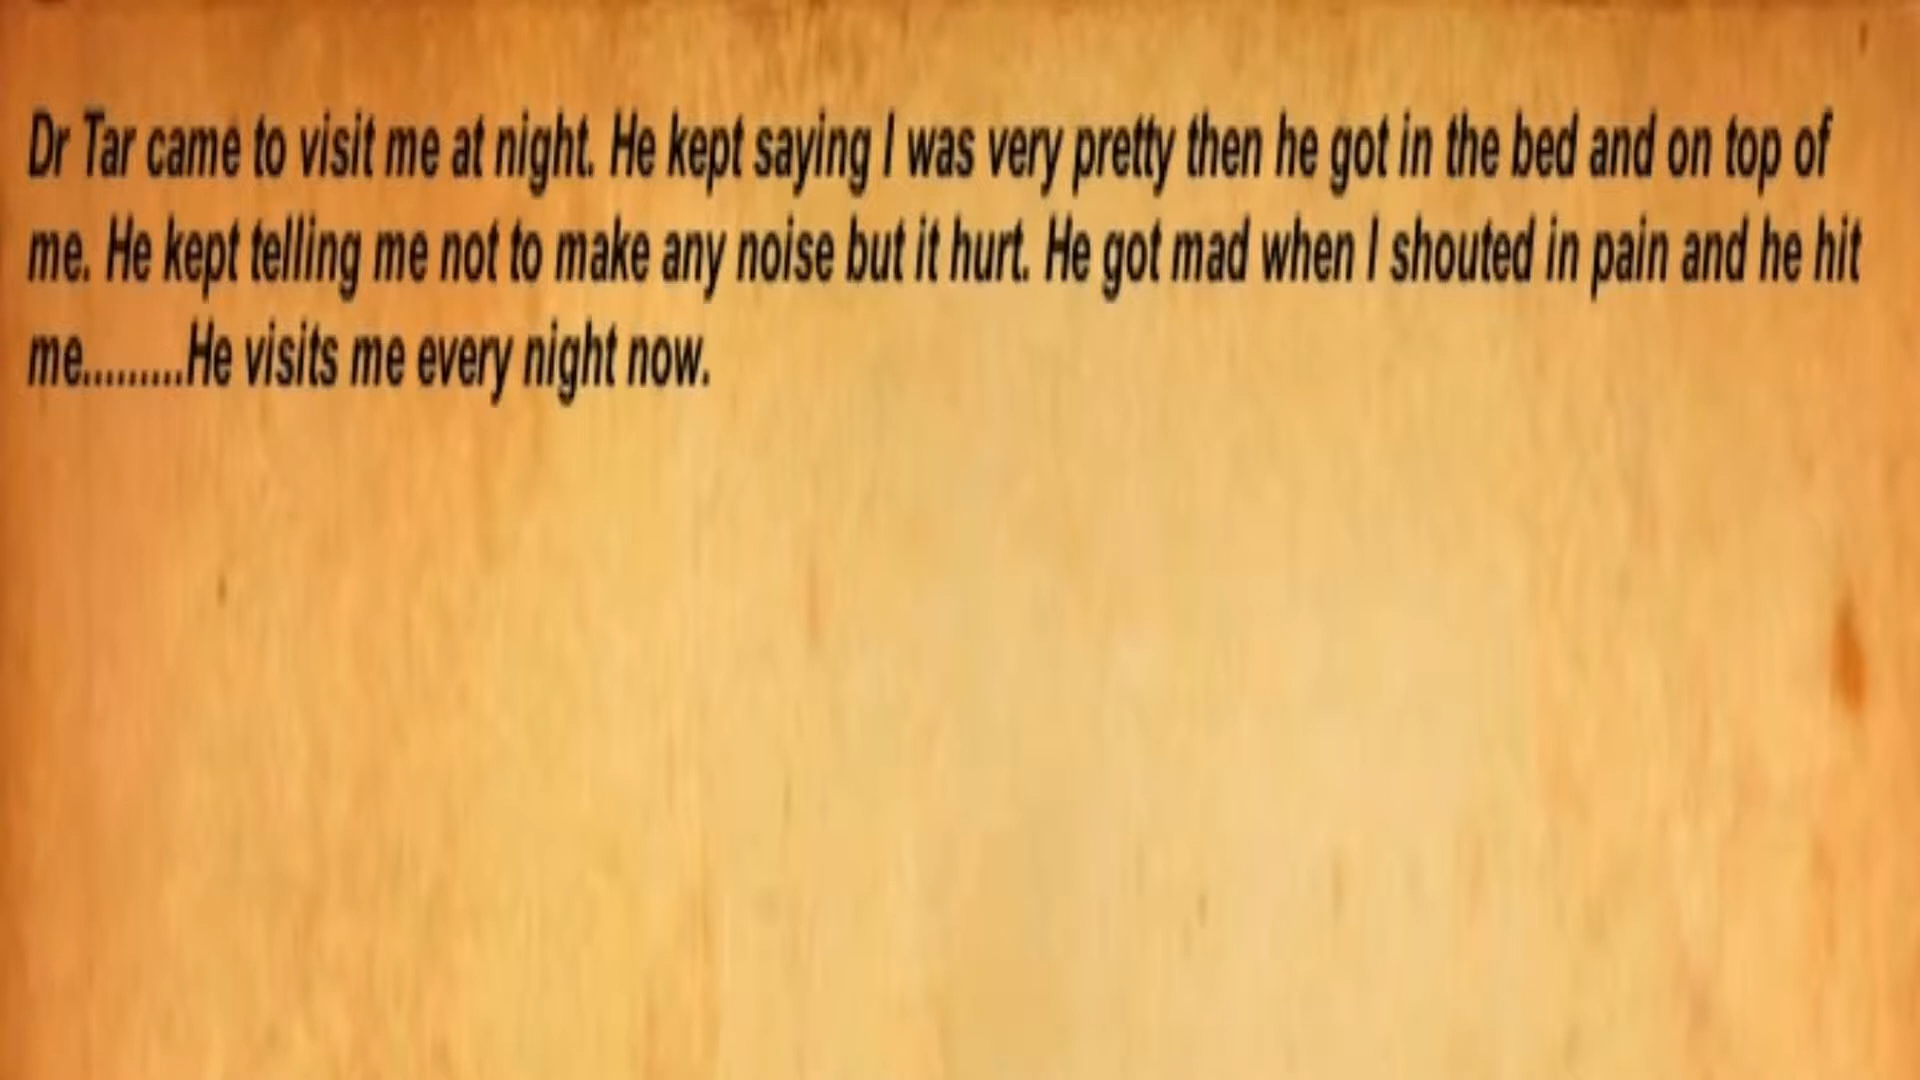 Dr Tar came to visit me at night. He kept saying I was very pretty then he got in the bed and on top of
me. He kept telling me not to make any noise but it hurt. He got mad when I shouted in pain and he hit
me.........He visits me every night now.